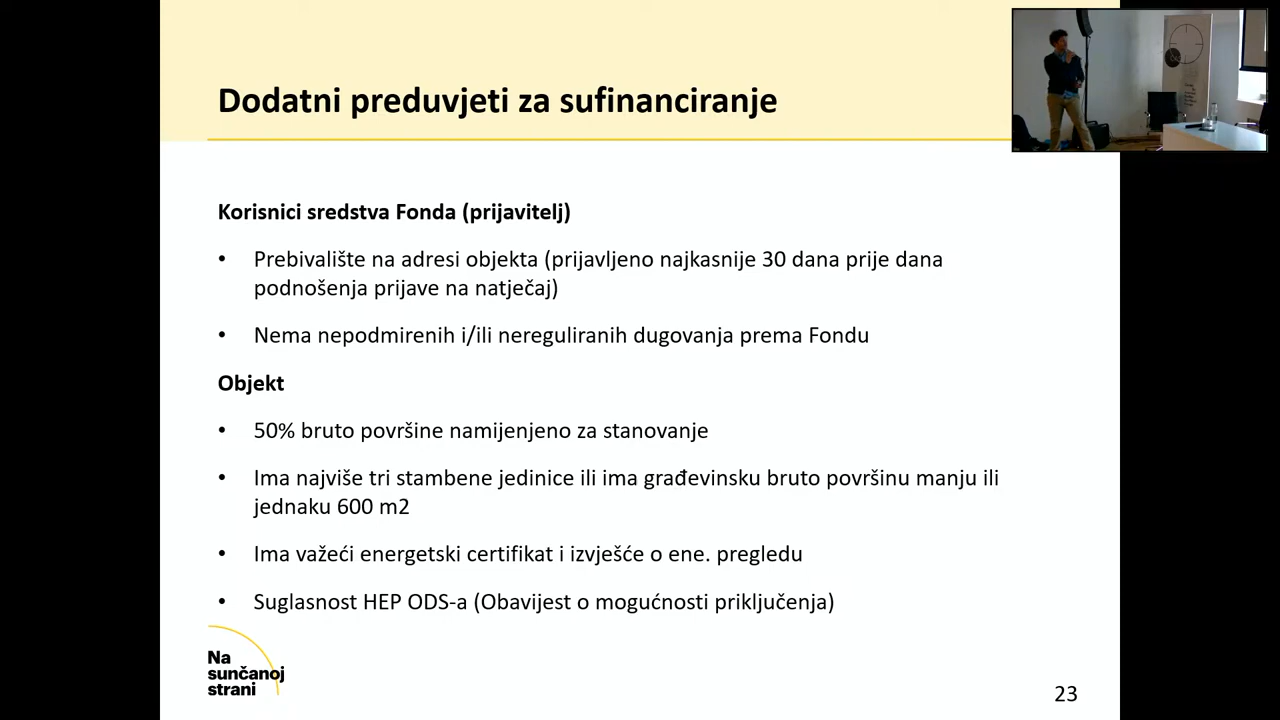 Dodatni preduvjeti za sufinanciranje
Korisnici sredstva Fonda (prijavitelj)
• Prebivalište na adresi objekta (prijavljeno najkasnije 30 dana prije dana
podnošenja prijave na natječaj)
• Nema nepodmirenih i/ili nereguliranih dugovanja prema Fondu
Objekt
• 50% bruto površine namijenjeno za stanovanje
• Ima najviše tri stambene jedinice ili ima građevinsku bruto površinu manju ili
jednaku 600 m2
• Ima važeći energetski certifikat i izvješće o ene. pregledu
• Suglasnost HEP ODS-a (Obavijest o mogućnosti priključenja)
Na
sunčanoj
strani
23